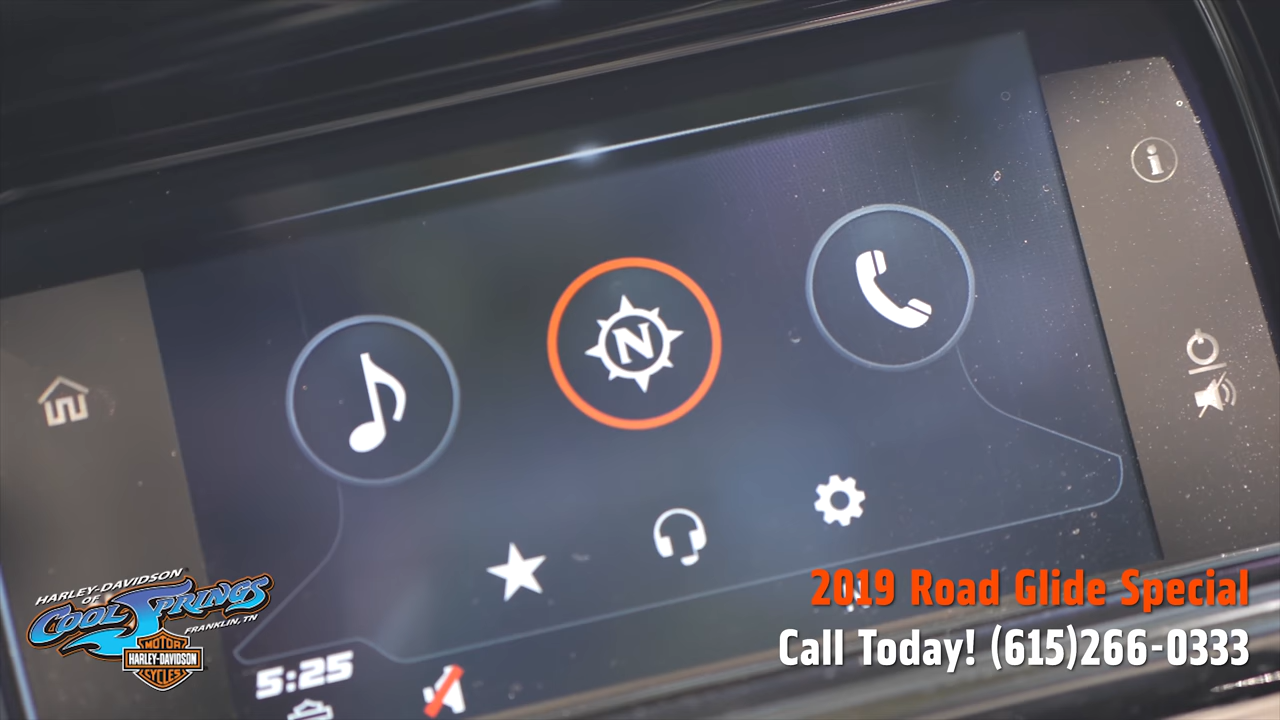 N
i
HARLEY-DAVIDSON
OF
COOL SPRINGS
FRANKLIN, TN
MOTOR
HARLEY-DAVIDSON
CYCLES
5:25
2019 Road Glide Special
Call Today! (615)266-0333